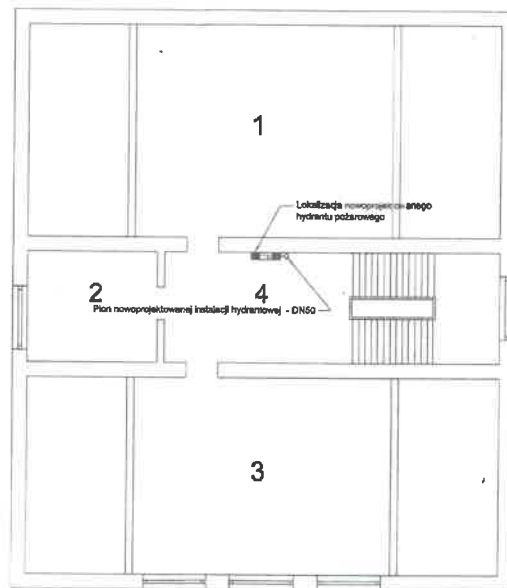 1
Lokalizacja nowoprojektowanego
hydrantu pożarowego
2
4
Pion nowoprojektowanej instalacji hydrantowej - DN50
3